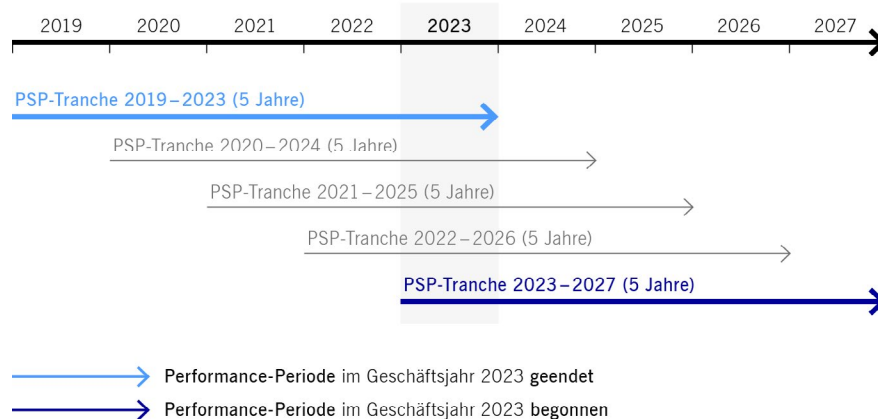 2019 2020 2021 2022 2023 2024 2025 2026 2027
PSP-Tranche 2019–2023 (5 Jahre)
PSP-Tranche 2020–2024 (5 Jahre)
PSP-Tranche 2021–2025 (5 Jahre)
PSP-Tranche 2022–2026 (5 Jahre)
PSP-Tranche 2023–2027 (5 Jahre)
Performance-Periode im Geschäftsjahr 2023 geendet
Performance-Periode im Geschäftsjahr 2023 begonnen